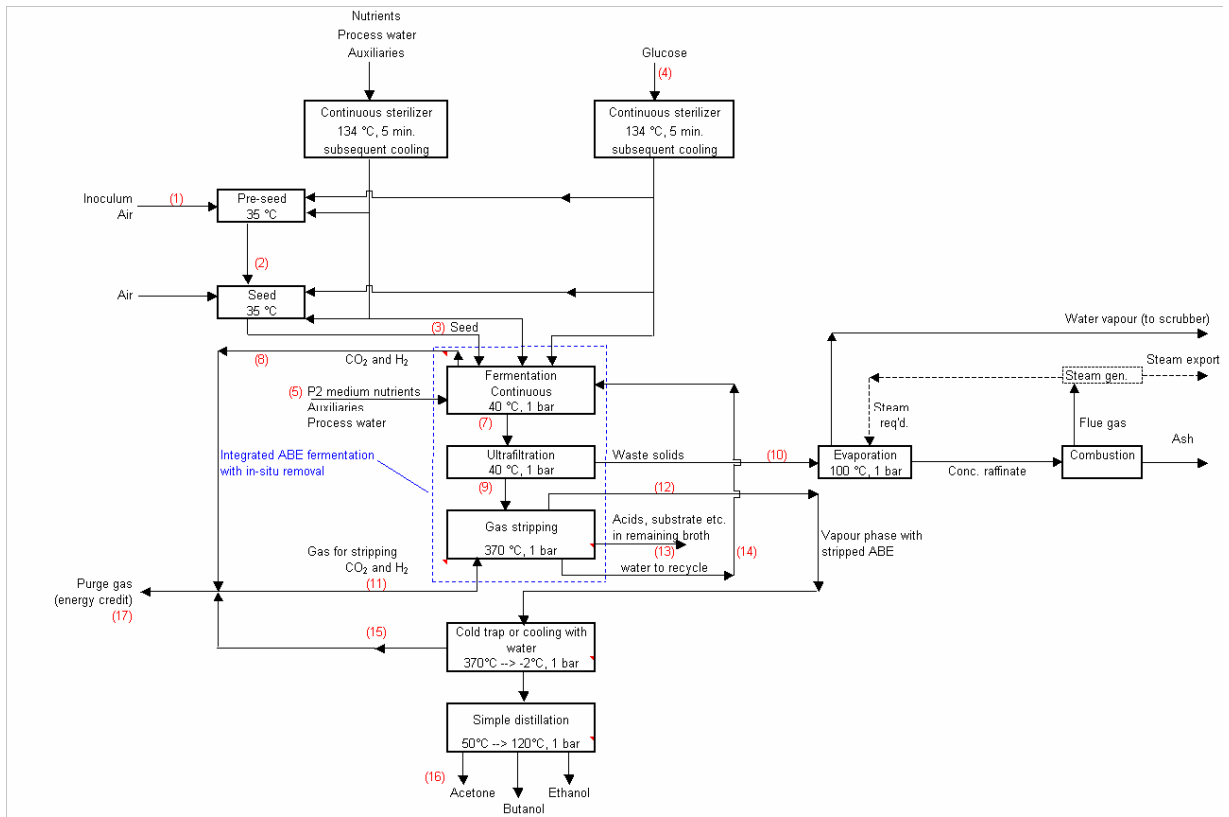 Nutrients
Process water
Auxiliaries
Glucose
(4)
Continuous sterilizer
134 °C, 5 min.
subsequent cooling
Continuous sterilizer
134 °C, 5 min.
subsequent cooling
Inoculum
Air
(1)
Pre-seed
35 °C
(2)
Air
Seed
35 °C
(3) Seed
(8)
CO₂ and H₂
Fermentation
Continuous
40 °C, 1 bar
(5) P2 medium nutrients
Auxiliaries
Process water
(7)
Integrated ABE fermentation
with in-situ removal
Ultrafiltration
40 °C, 1 bar
Waste solids
(10)
(9)
Gas stripping
370 °C, 1 bar
(12)
Acids, substrate etc.
in remaining broth
(13)
(14)
water to recycle
Vapour phase with
stripped ABE
Water vapour (to scrubber)
Steam export
Steam gen.
Steam
req'd.
Flue gas
Ash
Evaporation
100 °C, 1 bar
Conc. raffinate
Combustion
Gas for stripping
CO₂ and H₂
(11)
Purge gas
(energy credit)
(17)
(15)
Cold trap or cooling with
water
370°C --> -2°C, 1 bar
Simple distillation
50°C --> 120°C, 1 bar
(16)
Acetone
Butanol
Ethanol